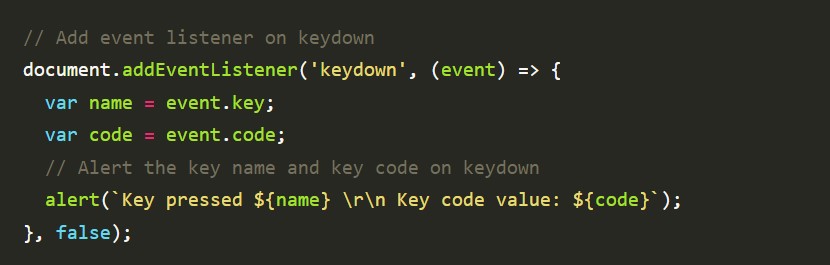 // Add event listener on keydown
document.addEventListener('keydown', (event) => {
  var name = event.key;
  var code = event.code;
  // Alert the key name and key code on keydown
  alert(`Key pressed ${name} \r\n Key code value: ${code}`);
}, false);